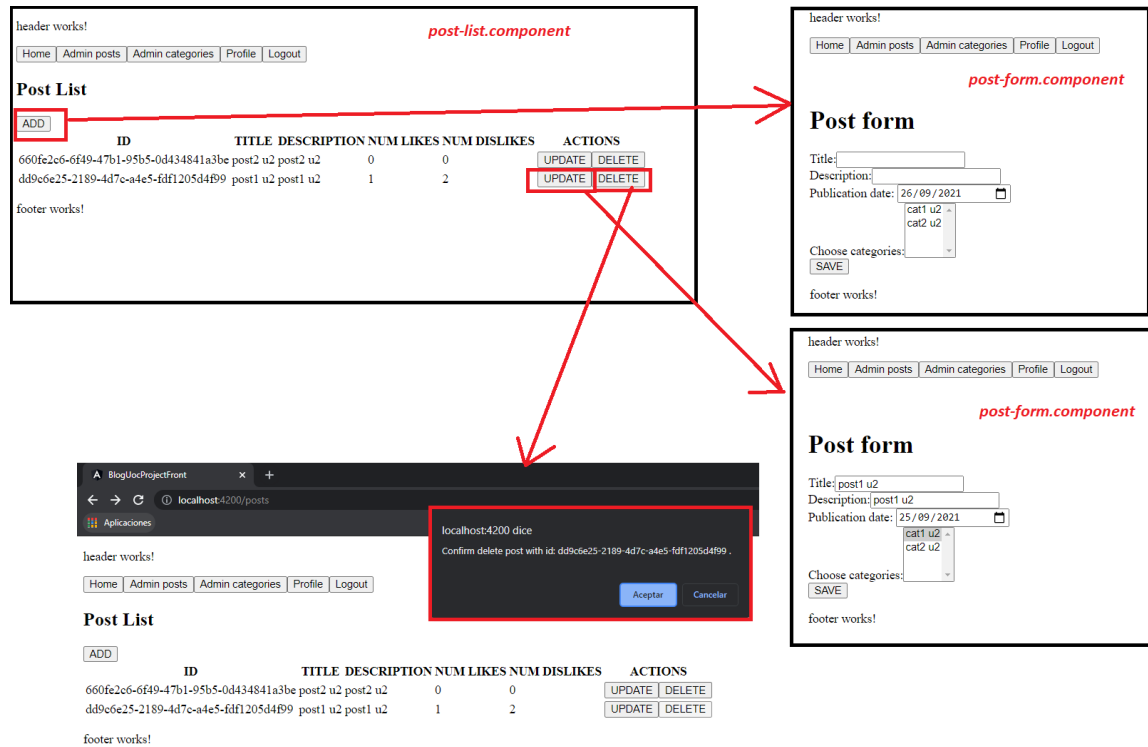 header works!
post-list.component
Home Admin posts Admin categories Profile Logout
Post List
ADD
ID TITLE DESCRIPTION NUM LIKES NUM DISLIKES ACTIONS
660fe2c6-6f49-47b1-95b5-0d434841a3be post2 u2 post2 u2 0 0 UPDATE DELETE
dd9c6e25-2189-4d7c-a4e5-fdf1205d4f99 post1 u2 post1 u2 1 2 UPDATE DELETE
footer works!
header works!
Home Admin posts Admin categories Profile Logout
post-form.component
Post form
Title:
Description:
Publication date: 26/09/2021
cat1 u2
cat2 u2
Choose categories:
SAVE
footer works!
header works!
Home Admin posts Admin categories Profile Logout
post-form.component
Post form
Title: post1 u2
Description: post1 u2
Publication date: 25/09/2021
cat1 u2
cat2 u2
Choose categories:
SAVE
footer works!
BlogUocProjectFront
localhost:4200/posts
Aplicaciones
localhost:4200 dice
Confirm delete post with id: dd9c6e25-2189-4d7c-a4e5-fdf1205d4f99 .
Aceptar Cancelar
header works!
Home Admin posts Admin categories Profile Logout
Post List
ADD
ID TITLE DESCRIPTION NUM LIKES NUM DISLIKES ACTIONS
660fe2c6-6f49-47b1-95b5-0d434841a3be post2 u2 post2 u2 0 0 UPDATE DELETE
dd9c6e25-2189-4d7c-a4e5-fdf1205d4f99 post1 u2 post1 u2 1 2 UPDATE DELETE
footer works!